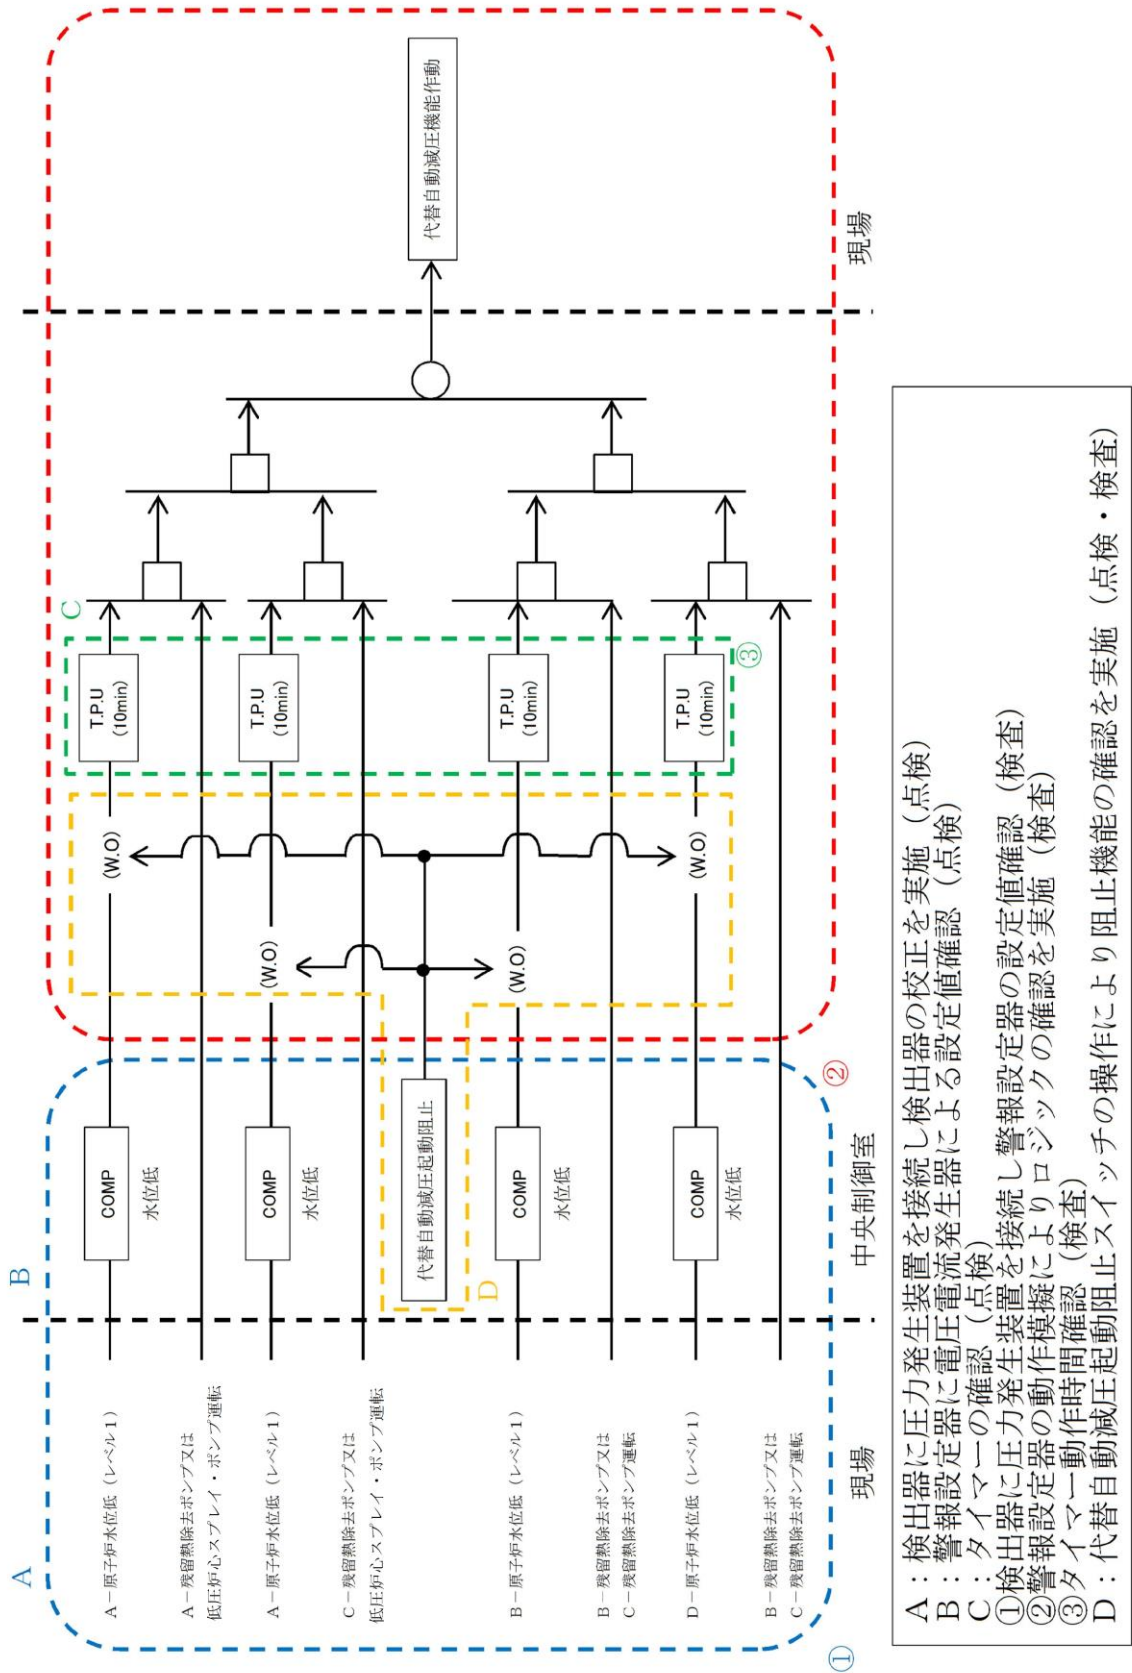 A
B
C
A－原子炉水位低（レベル１）
COMP
水位低
(W.O)
T.P.U
(10min)
A－残留熱除去ポンプ又は
低圧炉心スプレイ・ポンプ運転
A－原子炉水位低（レベル１）
COMP
水位低
(W.O)
T.P.U
(10min)
C－残留熱除去ポンプ又は
低圧炉心スプレイ・ポンプ運転
代替自動減圧起動阻止
代替自動減圧機能作動
D
B－原子炉水位低（レベル１）
COMP
水位低
(W.O)
T.P.U
(10min)
B－残留熱除去ポンプ又は
C－残留熱除去ポンプ運転
D－原子炉水位低（レベル１）
COMP
水位低
(W.O)
T.P.U
(10min)
③
B－残留熱除去ポンプ又は
C－残留熱除去ポンプ運転
①
②
現場
中央制御室
現場
A：検出器に圧力発生装置を接続し検出器の校正を実施（点検）
B：警報設定器に電圧電流発生器による設定値確認（点検）
C：タイマーの確認（点検）
①検出器に圧力発生装置を接続し警報設定器の設定値確認（検査）
②警報設定器の動作模擬によりロジックの確認を実施（検査）
③タイマー動作時間確認（検査）
D：代替自動減圧起動阻止スイッチの操作により阻止機能の確認を実施（点検・検査）